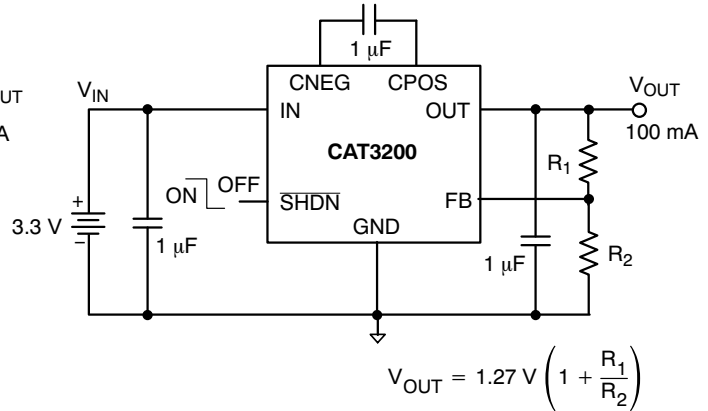 1 μF
CNEG CPOS
UT
A
V_IN
IN
OUT
V_OUT
100 mA
CAT3200
R_1
ON
OFF
SHDN
FB
+
3.3 V
−
GND
1 μF
1 μF
R_2
V_OUT = 1.27 V (1 + R_1/R_2)